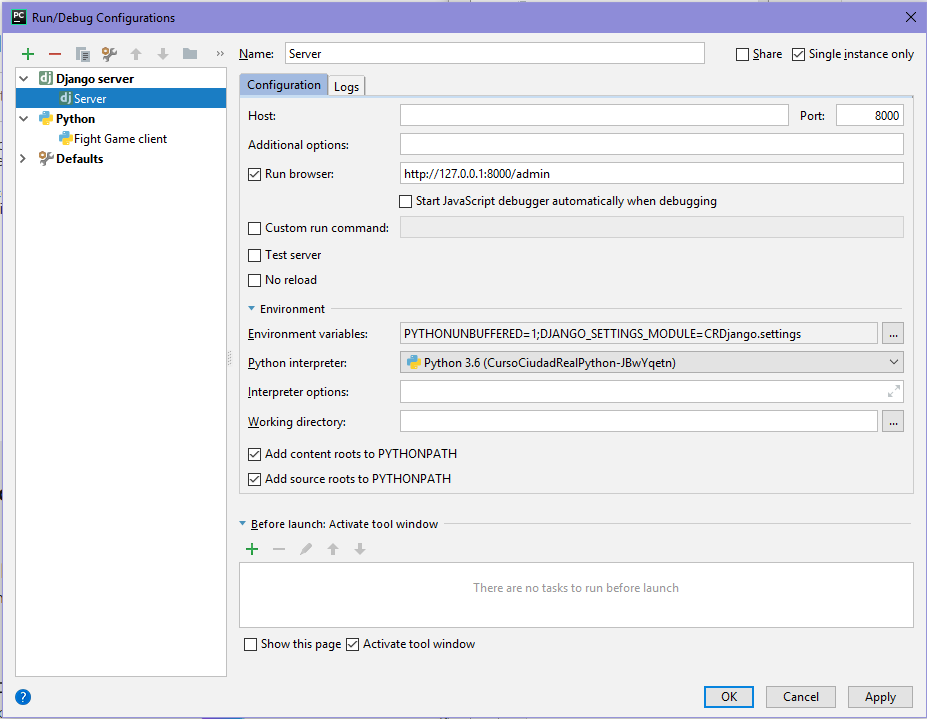 PC Run/Debug Configurations
Name: Server Share Single instance only
dj Django server
dj Server
Python
Fight Game client
Defaults
Configuration Logs
Host: Port: 8000
Additional options:
Run browser: http://127.0.0.1:8000/admin
Start JavaScript debugger automatically when debugging
Custom run command:
Test server
No reload
Environment
Environment variables: PYTHONUNBUFFERED=1;DJANGO_SETTINGS_MODULE=CRDjango.settings ...
Python interpreter: Python 3.6 (CursoCiudadRealPython-JBwYqetn)
Interpreter options:
Working directory: ...
Add content roots to PYTHONPATH
Add source roots to PYTHONPATH
Before launch: Activate tool window
There are no tasks to run before launch
Show this page Activate tool window
? OK Cancel Apply